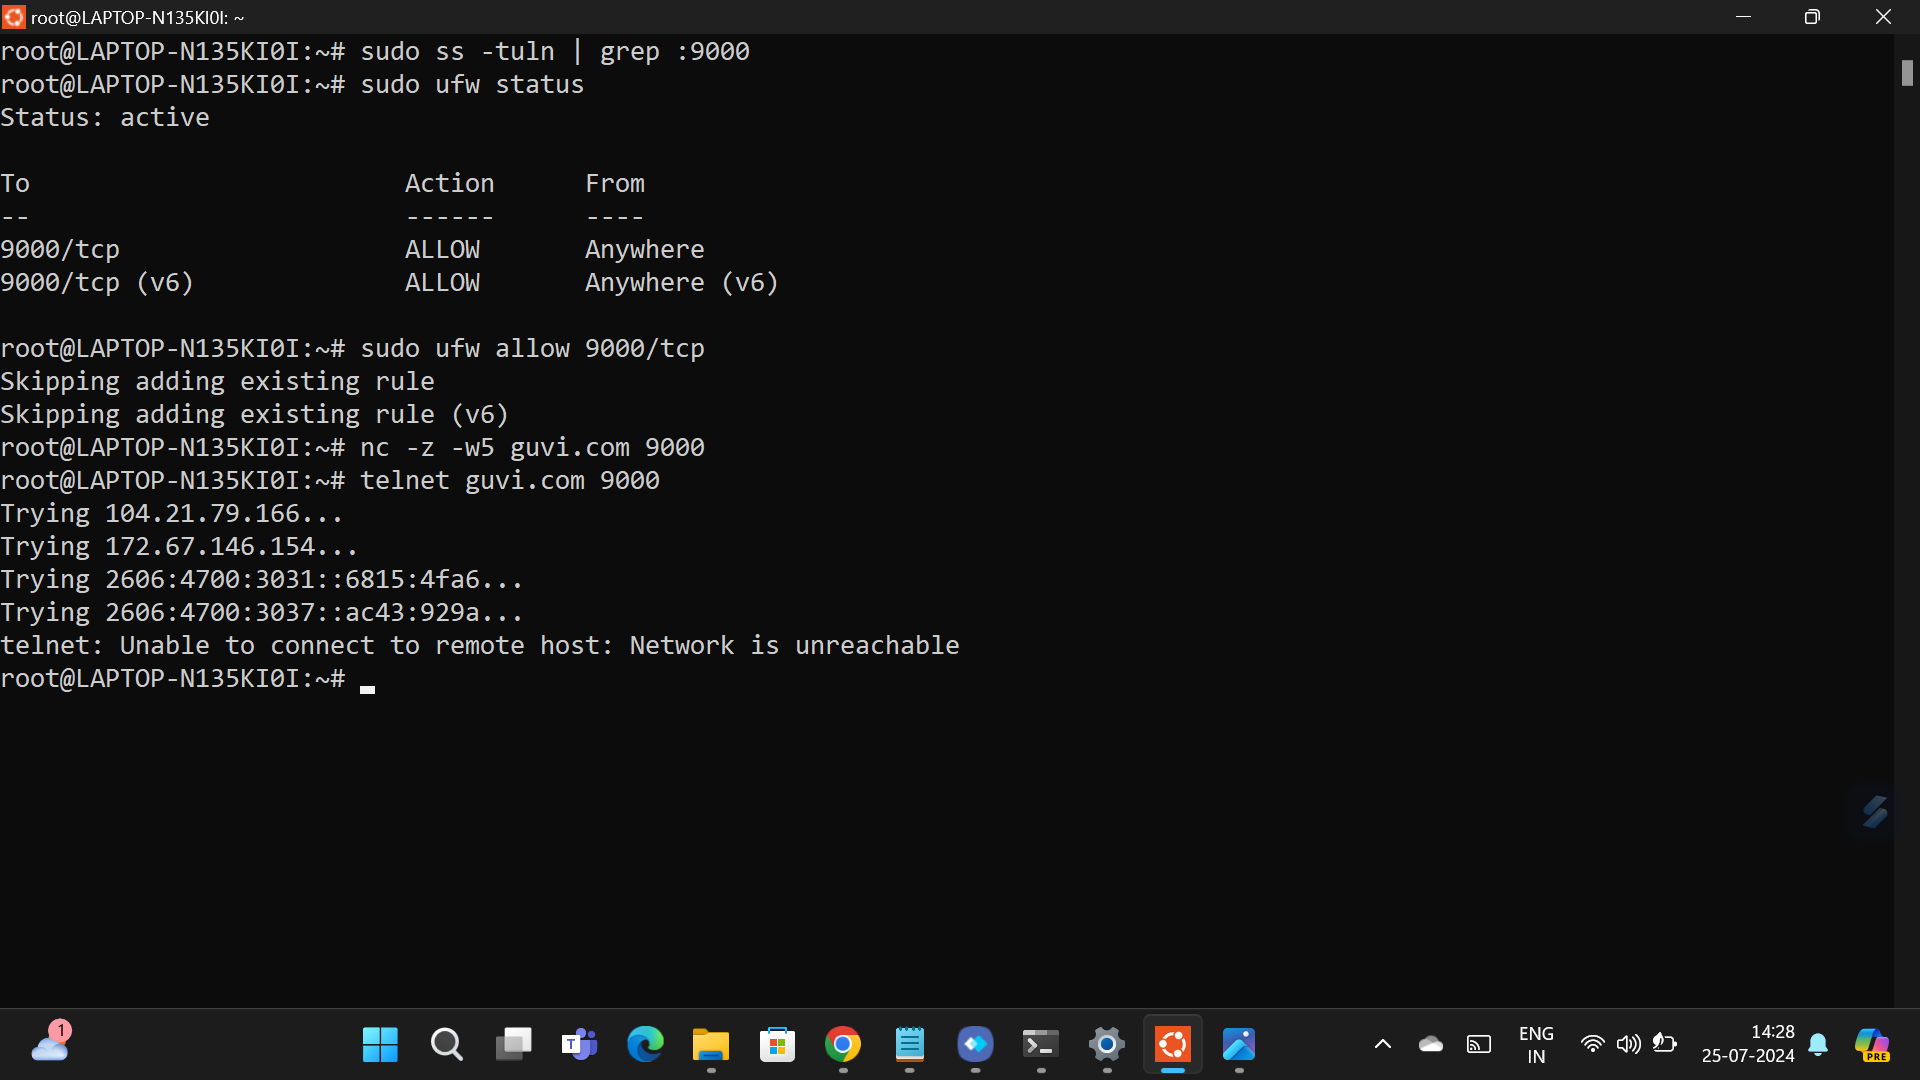 root@LAPTOP-N135KI0I: ~
root@LAPTOP-N135KI0I:~# sudo ss -tuln | grep :9000
root@LAPTOP-N135KI0I:~# sudo ufw status
Status: active
To                         Action      From
--                         ------      ----
9000/tcp                   ALLOW       Anywhere
9000/tcp (v6)              ALLOW       Anywhere (v6)
root@LAPTOP-N135KI0I:~# sudo ufw allow 9000/tcp
Skipping adding existing rule
Skipping adding existing rule (v6)
root@LAPTOP-N135KI0I:~# nc -z -w5 guvi.com 9000
root@LAPTOP-N135KI0I:~# telnet guvi.com 9000
Trying 104.21.79.166...
Trying 172.67.146.154...
Trying 2606:4700:3031::6815:4fa6...
Trying 2606:4700:3037::ac43:929a...
telnet: Unable to connect to remote host: Network is unreachable
root@LAPTOP-N135KI0I:~#
1
T
ENG
IN
14:28
25-07-2024
PRE